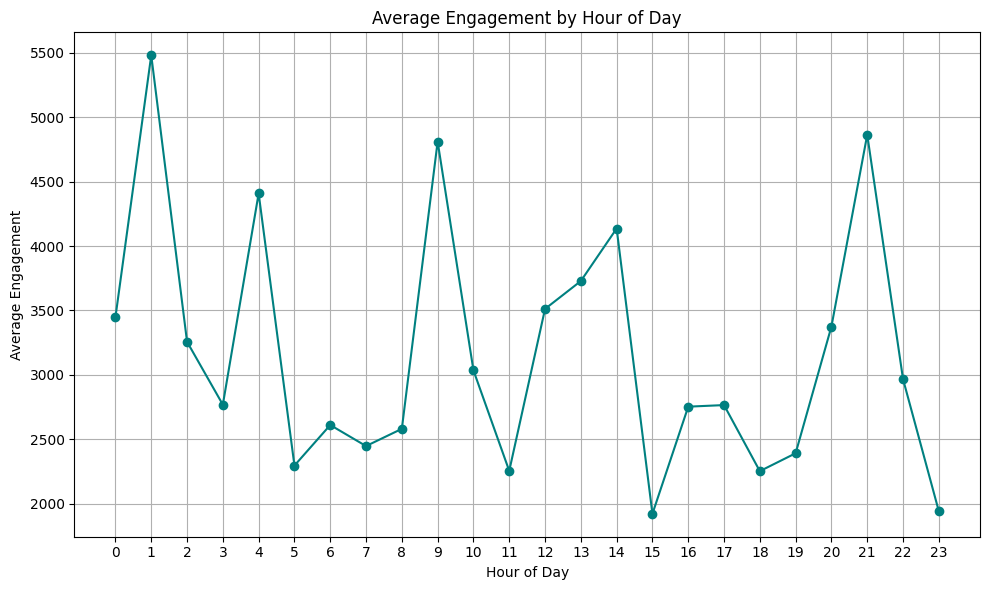 Average Engagement by Hour of Day
Average Engagement
5500
5000
4500
4000
3500
3000
2500
2000
0 1 2 3 4 5 6 7 8 9 10 11 12 13 14 15 16 17 18 19 20 21 22 23
Hour of Day